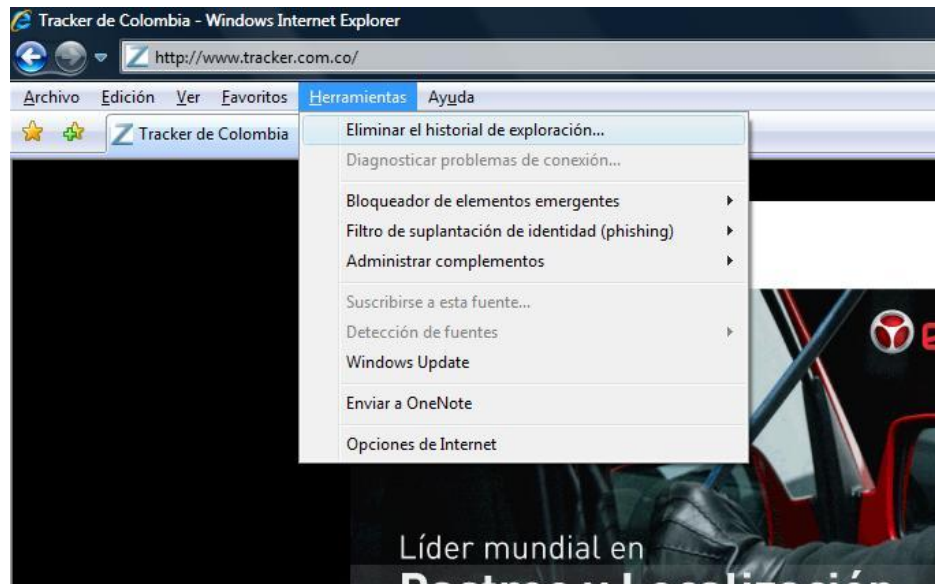 Tracker de Colombia - Windows Internet Explorer
http://www.tracker.com.co/
Archivo Edición Ver Favoritos Herramientas Ayuda
Tracker de Colombia
Eliminar el historial de exploración...
Diagnosticar problemas de conexión...
Bloqueador de elementos emergentes
Filtro de suplantación de identidad (phishing)
Administrar complementos
Suscribirse a esta fuente...
Detección de fuentes
Windows Update
Enviar a OneNote
Opciones de Internet
Líder mundial en
Rastreo y Localización